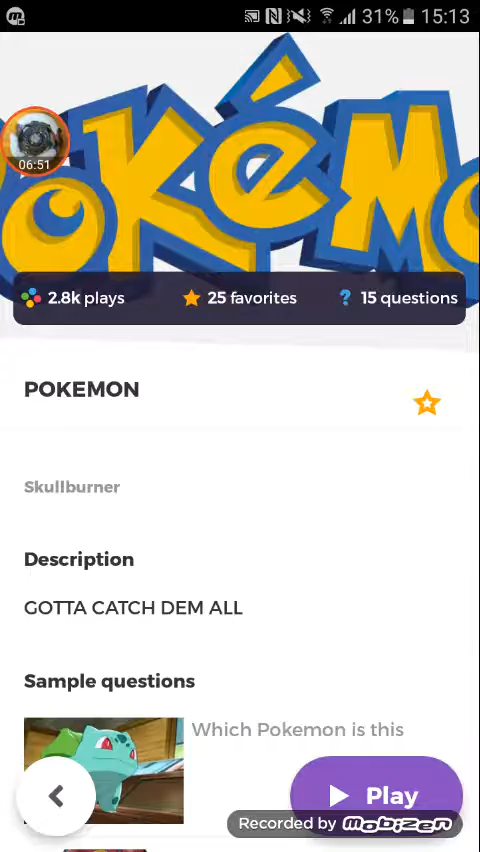 31% 15:13
POKéMO
06:51
2.8k plays 25 favorites 15 questions
POKEMON
Skullburner
Description
GOTTA CATCH DEM ALL
Sample questions
Which Pokemon is this
Play
Recorded by mobizen